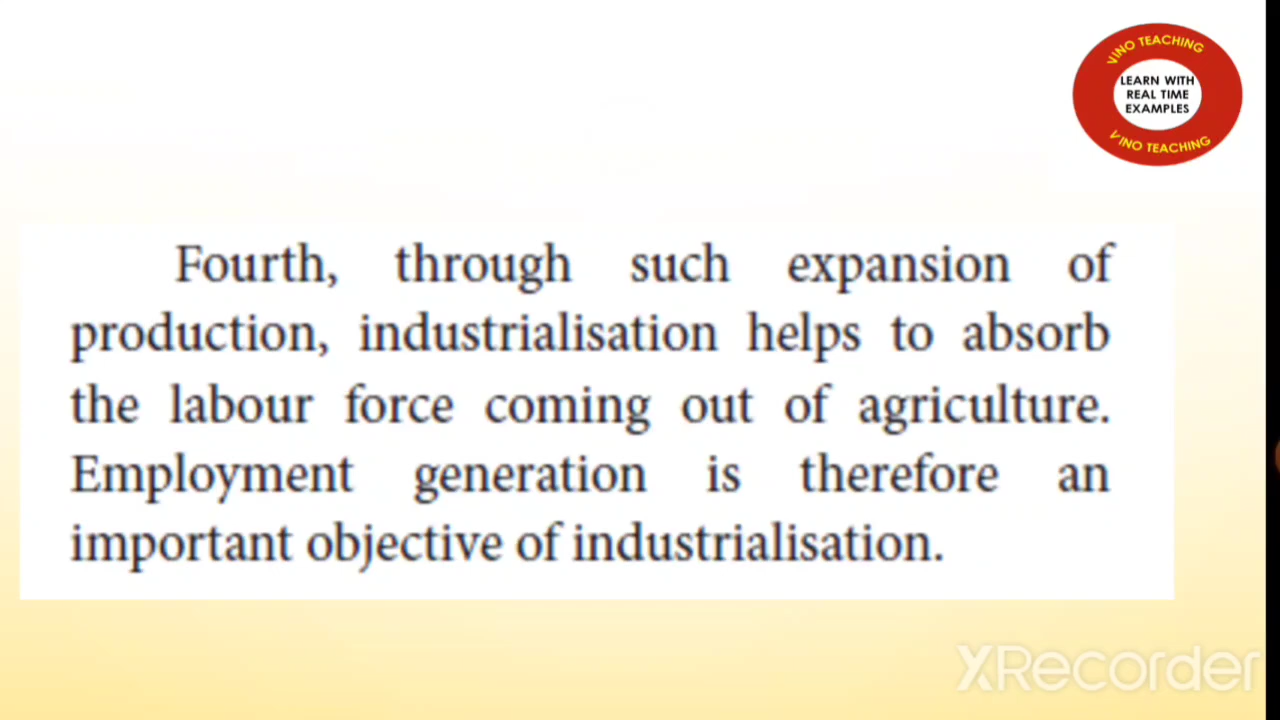 VINO TEACHING
LEARN WITH
REAL TIME
EXAMPLES
VINO TEACHING
Fourth, through such expansion of
production, industrialisation helps to absorb
the labour force coming out of agriculture.
Employment generation is therefore an
important objective of industrialisation.
XRecorder